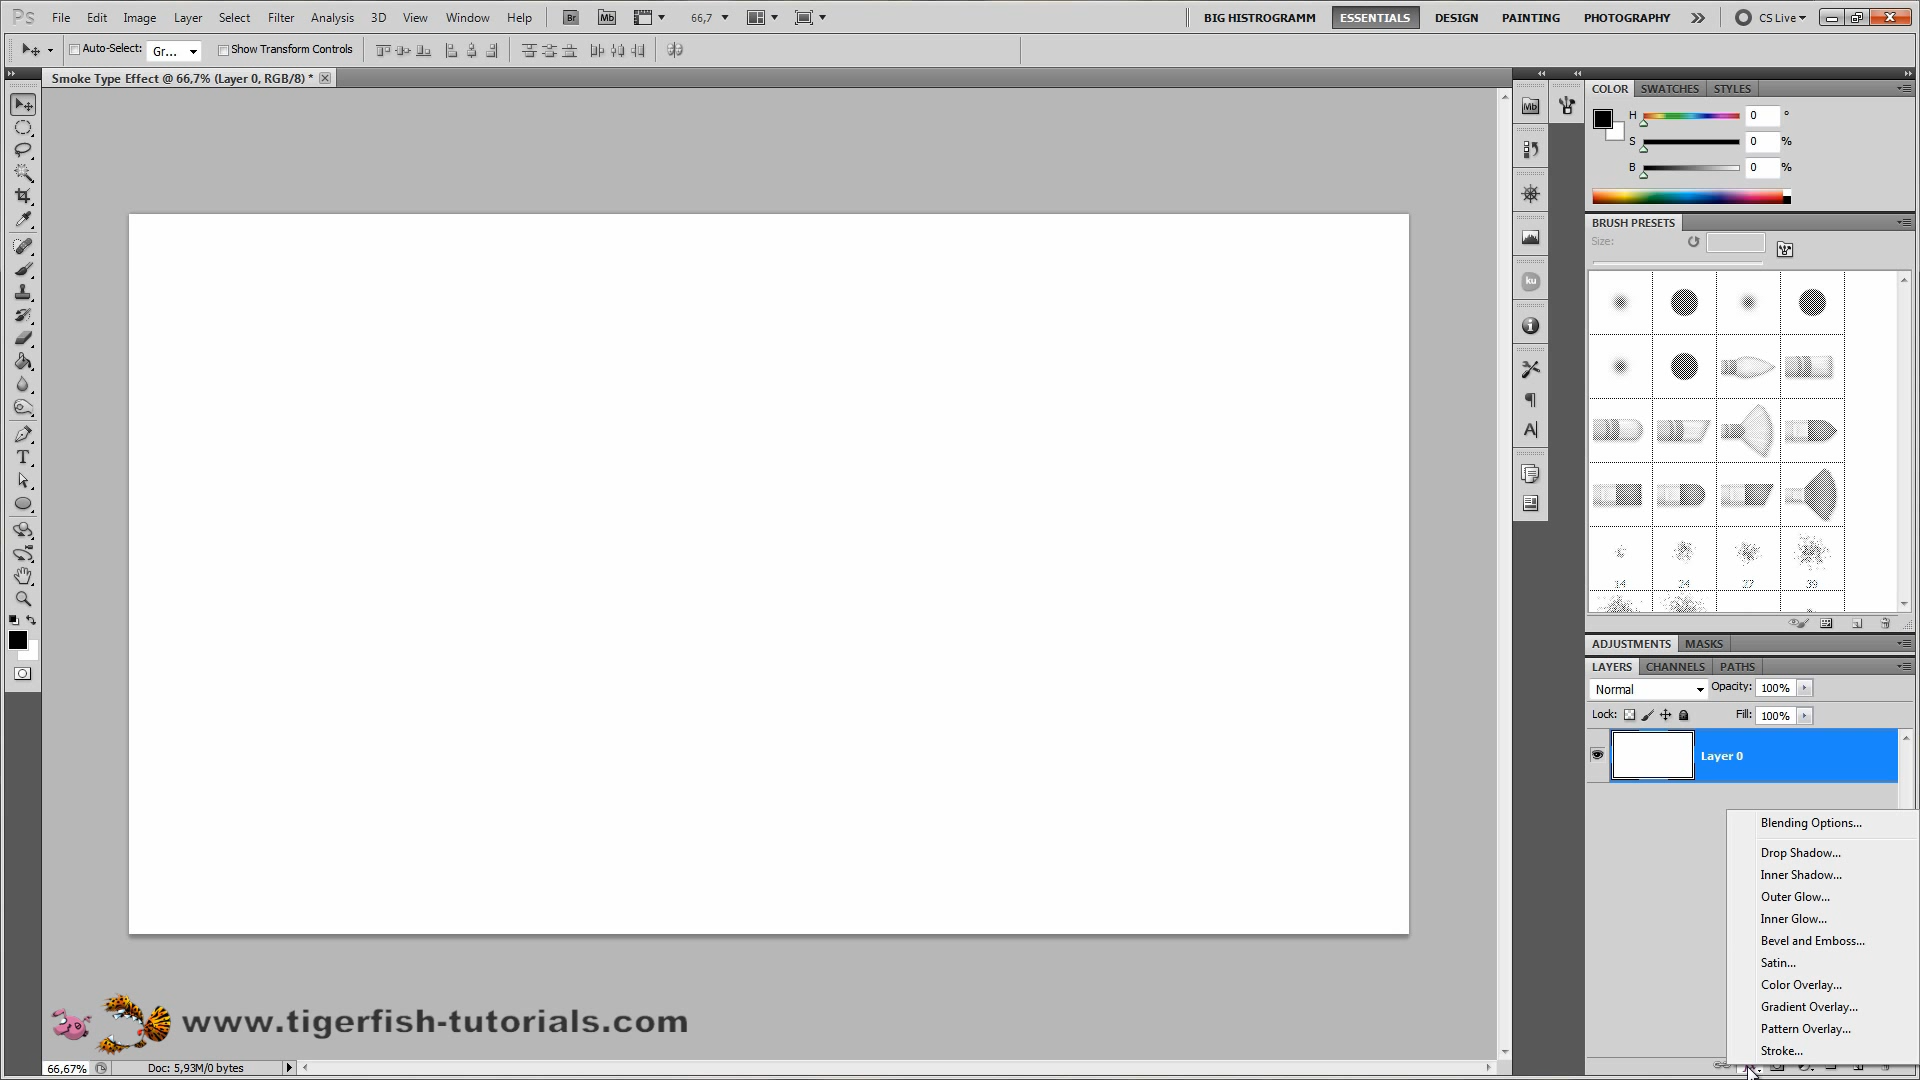 Ps File Edit Image Layer Select Filter Analysis 3D View Window Help Br Mb 66,7 BIG HISTROGRAMM ESSENTIALS DESIGN PAINTING PHOTOGRAPHY CS Live
Auto-Select: Gr... Show Transform Controls
Smoke Type Effect @ 66,7% (Layer 0, RGB/8) *
COLOR SWATCHES STYLES
Mb
H 0 °
S 0 %
B 0 %
BRUSH PRESETS
Size:
ku
14 24 27 39
ADJUSTMENTS MASKS
LAYERS CHANNELS PATHS
Normal Opacity: 100%
Lock: Fill: 100%
Layer 0
Blending Options...
Drop Shadow...
Inner Shadow...
Outer Glow...
Inner Glow...
Bevel and Emboss...
Satin...
Color Overlay...
Gradient Overlay...
Pattern Overlay...
Stroke...
www.tigerfish-tutorials.com
66,67% Doc: 5,93M/0 bytes